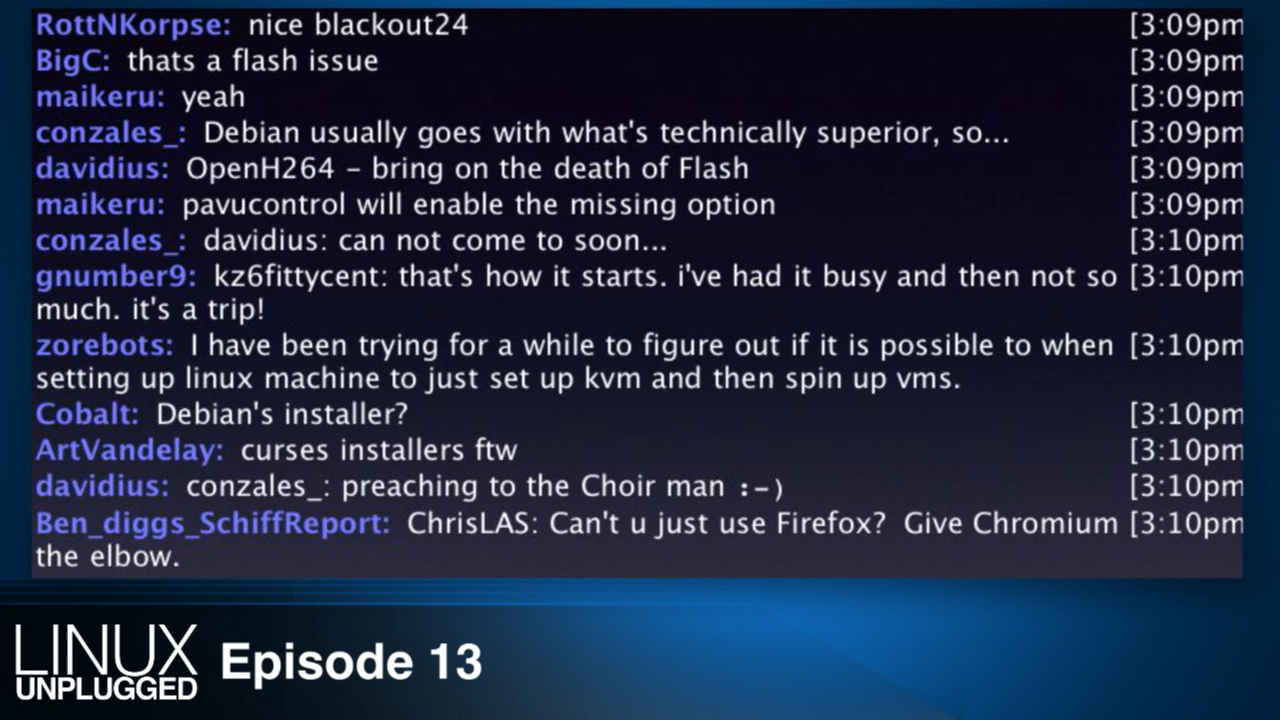 RottNKorpse: nice blackout24 [3:09pm
BigC: thats a flash issue [3:09pm
maikeru: yeah [3:09pm
conzales_: Debian usually goes with what's technically superior, so... [3:09pm
davidius: OpenH264 – bring on the death of Flash [3:09pm
maikeru: pavucontrol will enable the missing option [3:09pm
conzales_: davidius: can not come to soon... [3:10pm
gnumber9: kz6fittycent: that's how it starts. i've had it busy and then not so [3:10pm
much. it's a trip!
zorebots: I have been trying for a while to figure out if it is possible to when [3:10pm
setting up linux machine to just set up kvm and then spin up vms.
Cobalt: Debian's installer? [3:10pm
ArtVandelay: curses installers ftw [3:10pm
davidius: conzales_: preaching to the Choir man :-) [3:10pm
Ben_diggs_SchiffReport: ChrisLAS: Can't u just use Firefox? Give Chromium [3:10pm
the elbow.
LINUX
UNPLUGGED
Episode 13